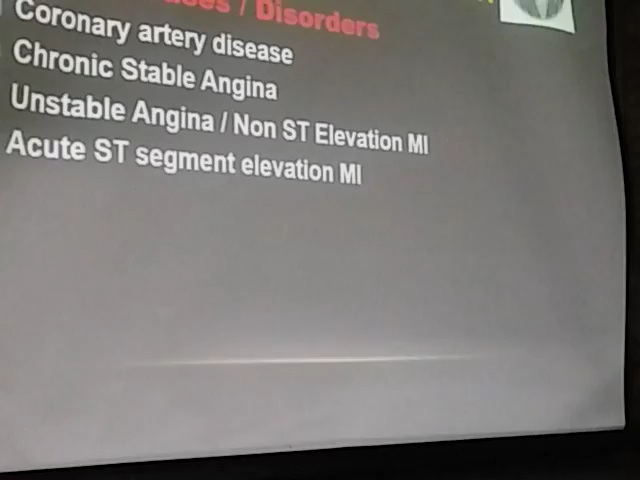 / Disorders
Coronary artery disease
Chronic Stable Angina
Unstable Angina / Non ST Elevation MI
Acute ST segment elevation MI